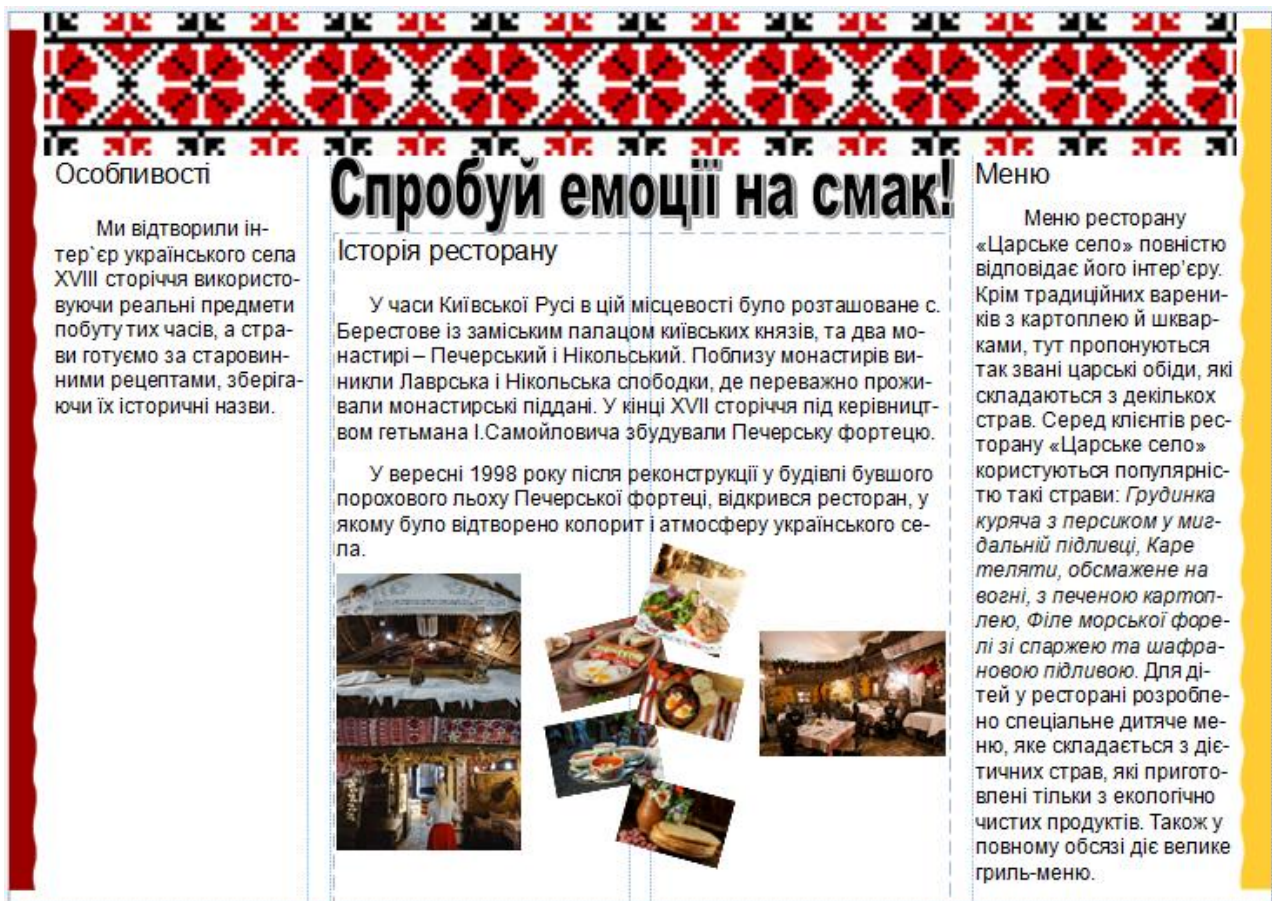 Особливості
Ми відтворили ін-
тер`єр українського села
XVIII сторіччя використо-
вуючи реальні предмети
побуту тих часів, а стра-
ви готуємо за старовин-
ними рецептами, зберіга-
ючи їх історичні назви.
Спробуй емоції на смак!
Історія ресторану
У часи Київської Русі в цій місцевості було розташоване с.
Берестове із заміським палацом київських князів, та два мо-
настирі – Печерський і Нікольський. Поблизу монастирів ви-
никли Лаврська і Нікольська слободки, де переважно прожи-
вали монастирські піддані. У кінці XVII сторіччя під керівницт-
вом гетьмана І.Самойловича збудували Печерську фортецю.
У вересні 1998 року після реконструкції у будівлі бувшого
порохового льоху Печерської фортеці, відкрився ресторан, у
якому було відтворено колорит і атмосферу українського се-
ла.
Меню
Меню ресторану
«Царське село» повністю
відповідає його інтер’єру.
Крім традиційних варени-
ків з картоплею й шквар-
ками, тут пропонуються
так звані царські обіди, які
складаються з декількох
страв. Серед клієнтів рес-
торану «Царське село»
користуються популярніс-
тю такі страви: Грудинка
куряча з персиком у миг-
дальній підливці, Каре
теляти, обсмажене на
вогні, з печеною картоп-
лею, Філе морської форе-
лі зі спаржею та шафра-
новою підливою. Для ді-
тей у ресторані розробле-
но спеціальне дитяче ме-
ню, яке складається з діє-
тичних страв, які пригото-
влені тільки з екологічно
чистих продуктів. Також у
повному обсязі діє велике
гриль-меню.